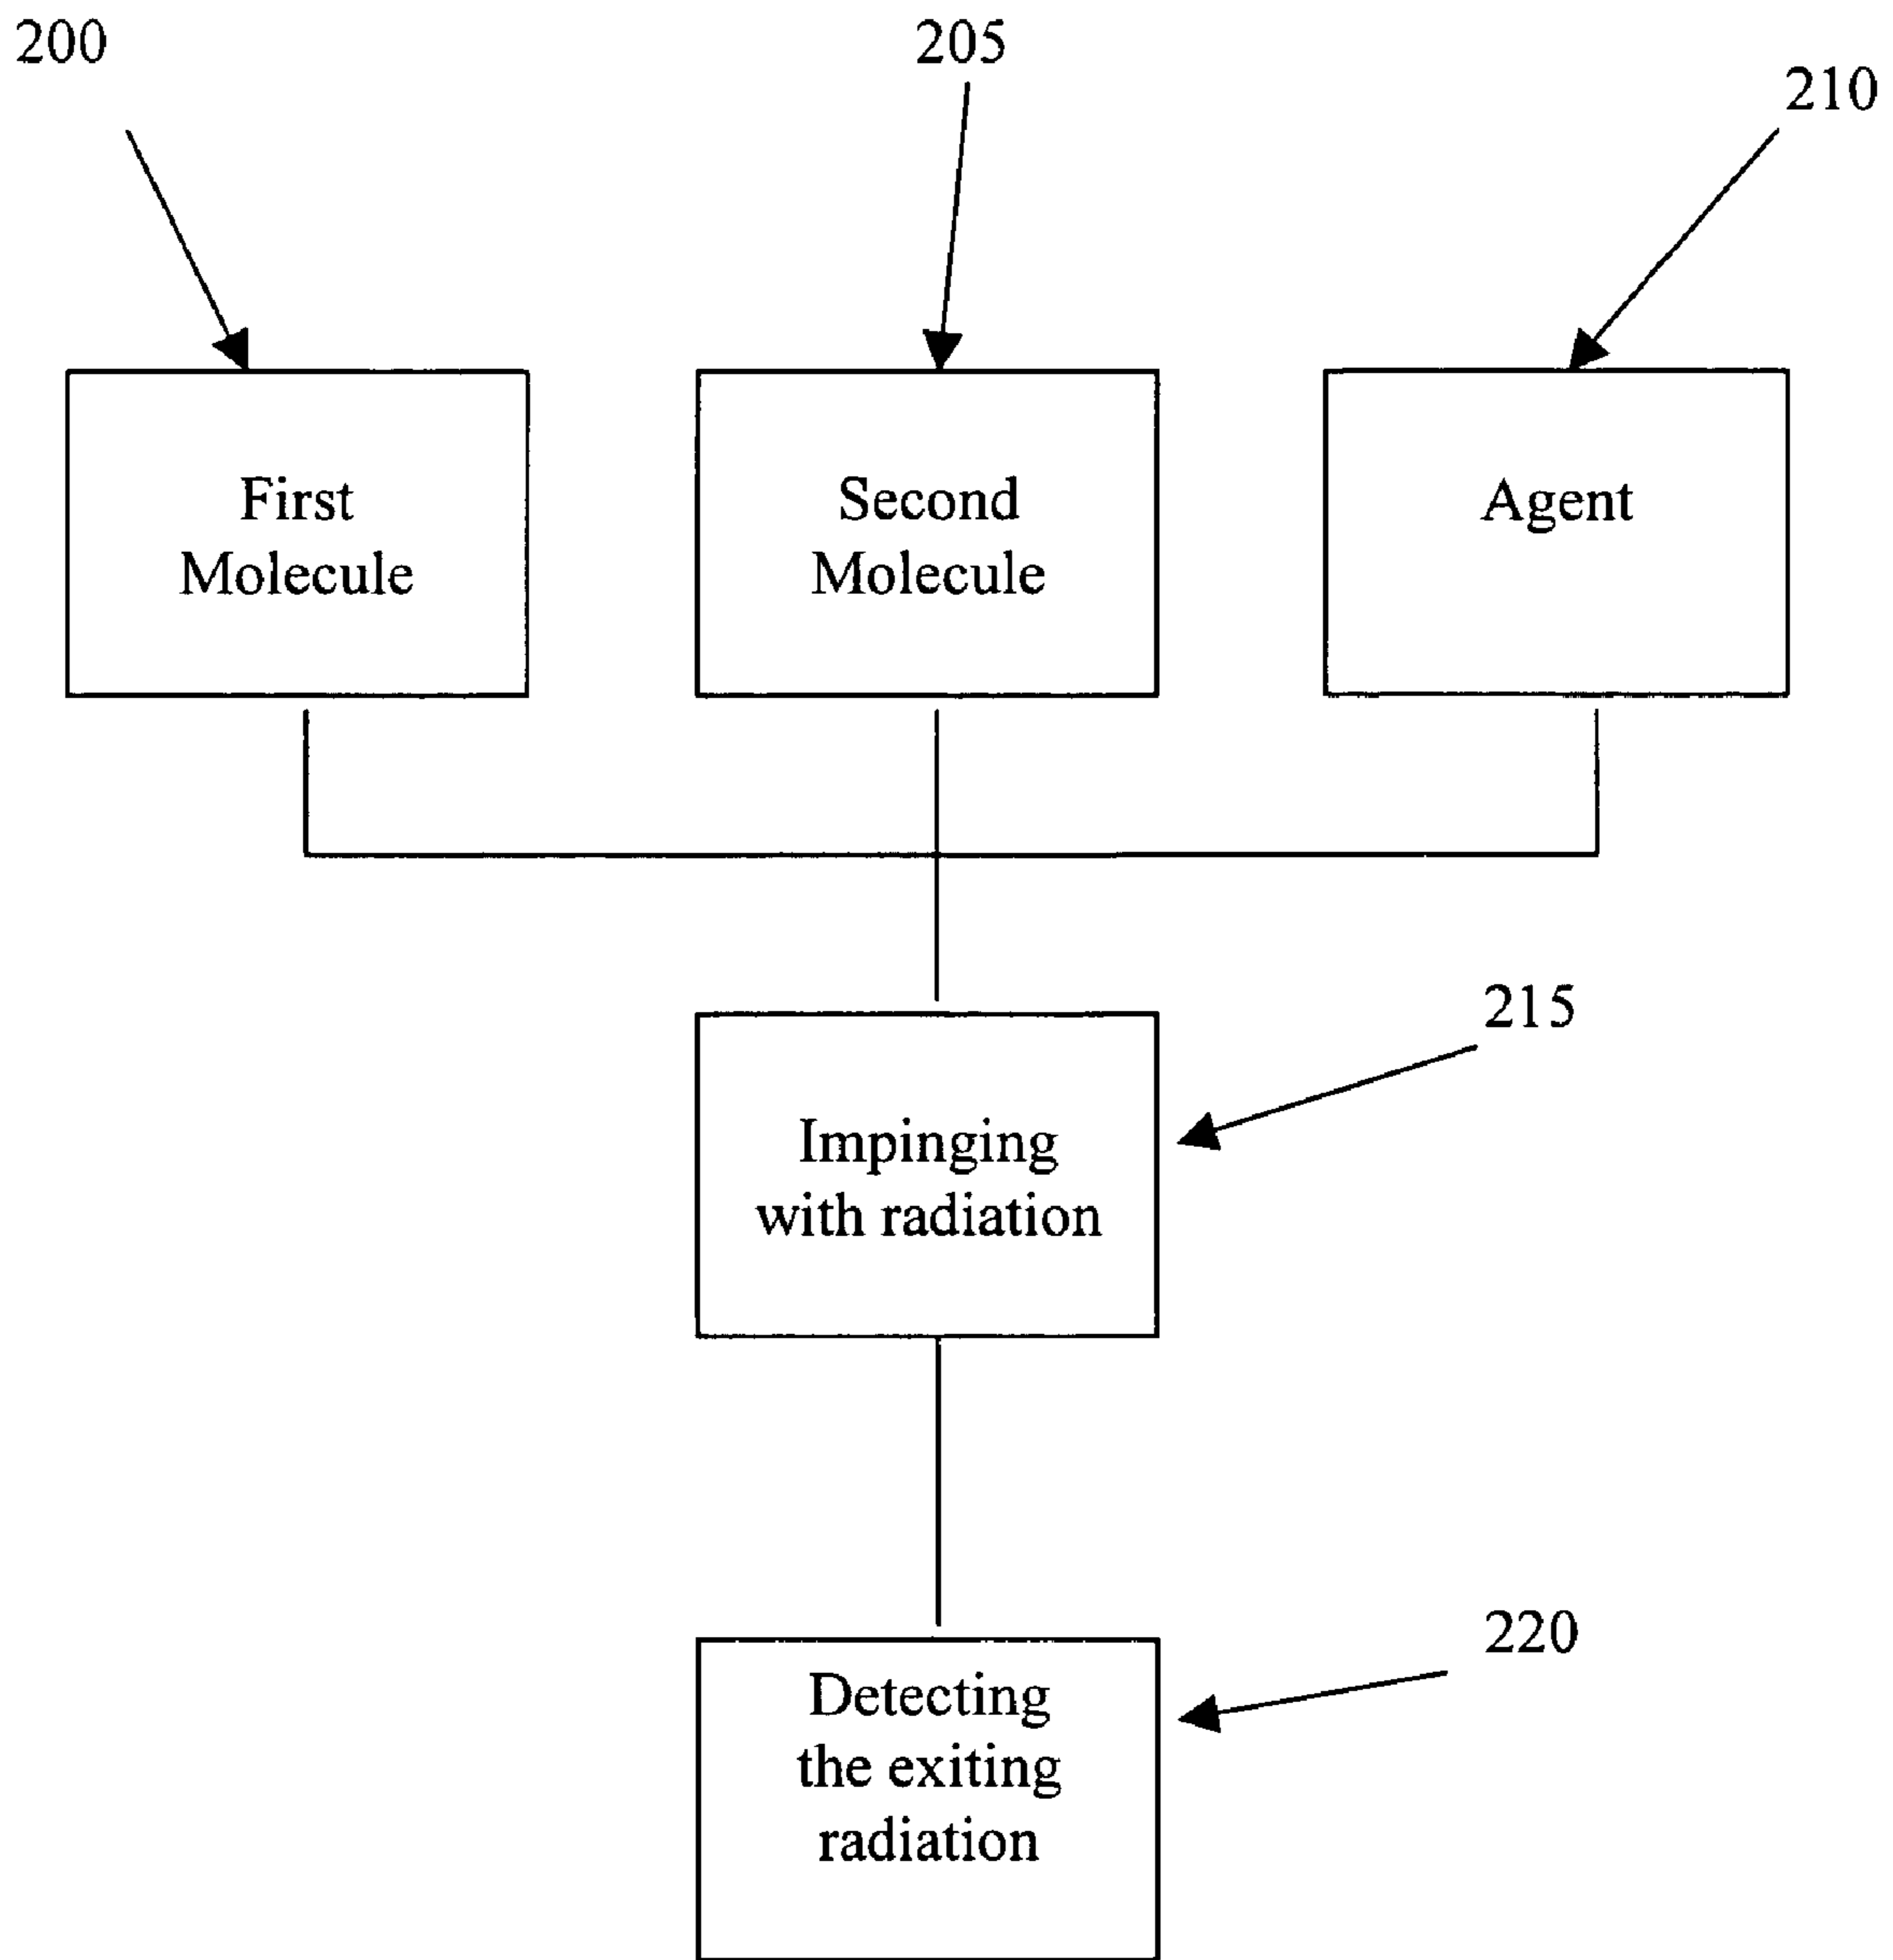 200
205
210
First
Molecule
Second
Molecule
Agent
Impinging
with radiation
215
Detecting
the exiting
radiation
220